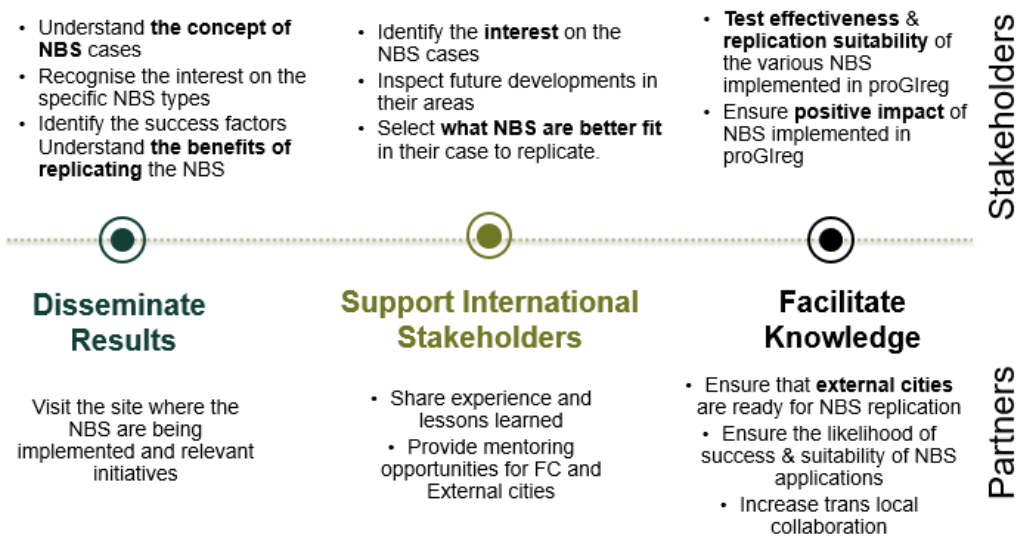 • Understand the concept of
NBS cases
• Recognise the interest on the
specific NBS types
• Identify the success factors
Understand the benefits of
replicating the NBS
• Identify the interest on the
NBS cases
• Inspect future developments in
their areas
• Select what NBS are better fit
in their case to replicate.
• Test effectiveness &
replication suitability of
the various NBS
implemented in proGIreg
• Ensure positive impact of
NBS implemented in
proGIreg
Stakeholders
Disseminate
Results
Support International
Stakeholders
Facilitate
Knowledge
Visit the site where the
NBS are being
implemented and relevant
initiatives
• Share experience and
lessons learned
• Provide mentoring
opportunities for FC and
External cities
• Ensure that external cities
are ready for NBS replication
• Ensure the likelihood of
success & suitability of NBS
applications
• Increase trans local
collaboration
Partners